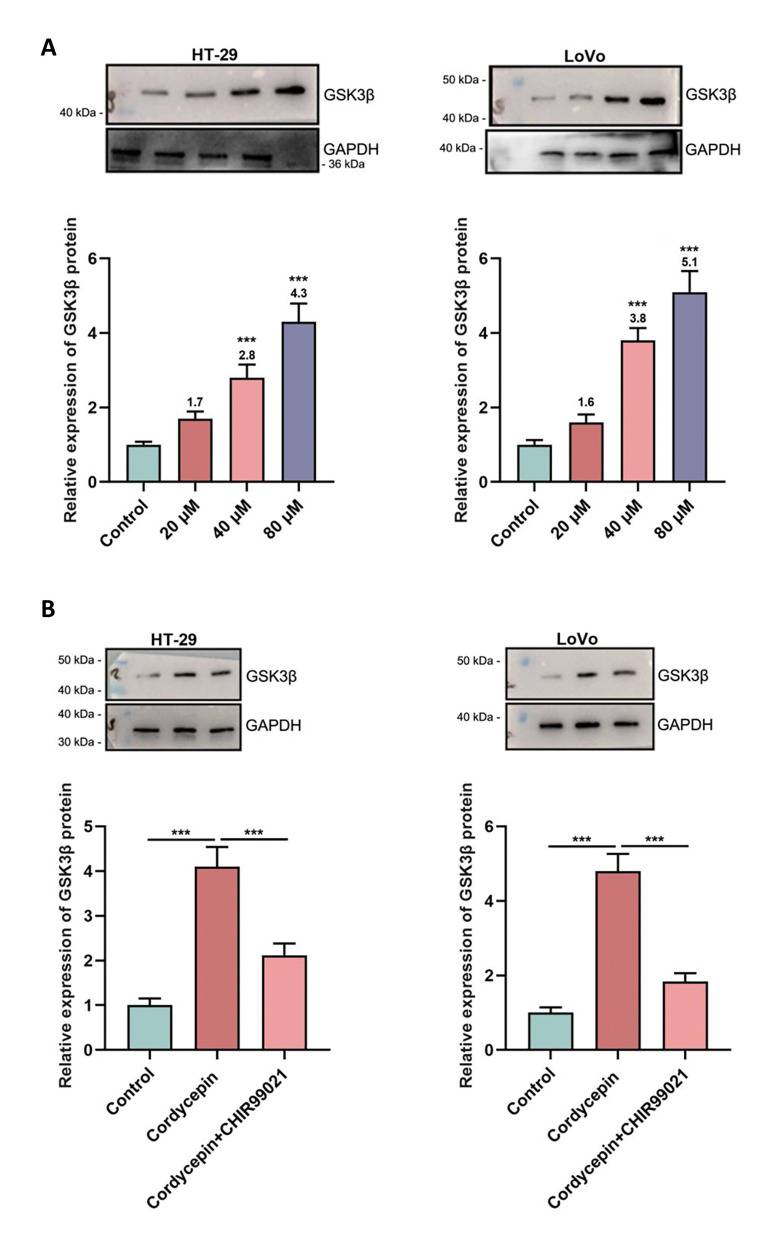 A
HT-29
GSK3β
40 kDa -
GAPDH
- 36 kDa
LoVo
50 kDa -
GSK3β
40 kDa -
40 kDa -
GAPDH
Relative expression of GSK3β protein
6
4
2
0
1.7
***
2.8
***
4.3
Control
20 μM
40 μM
80 μM
Relative expression of GSK3β protein
6
4
2
0
1.6
***
3.8
***
5.1
Control
20 μM
40 μM
80 μM
B
HT-29
50 kDa -
GSK3β
40 kDa -
40 kDa -
GAPDH
30 kDa -
LoVo
50 kDa -
GSK3β
40 kDa -
GAPDH
Relative expression of GSK3β protein
5
4
3
2
1
0
***
***
Control
Cordycepin
Cordycepin+CHIR99021
Relative expression of GSK3β protein
6
4
2
0
***
***
Control
Cordycepin
Cordycepin+CHIR99021